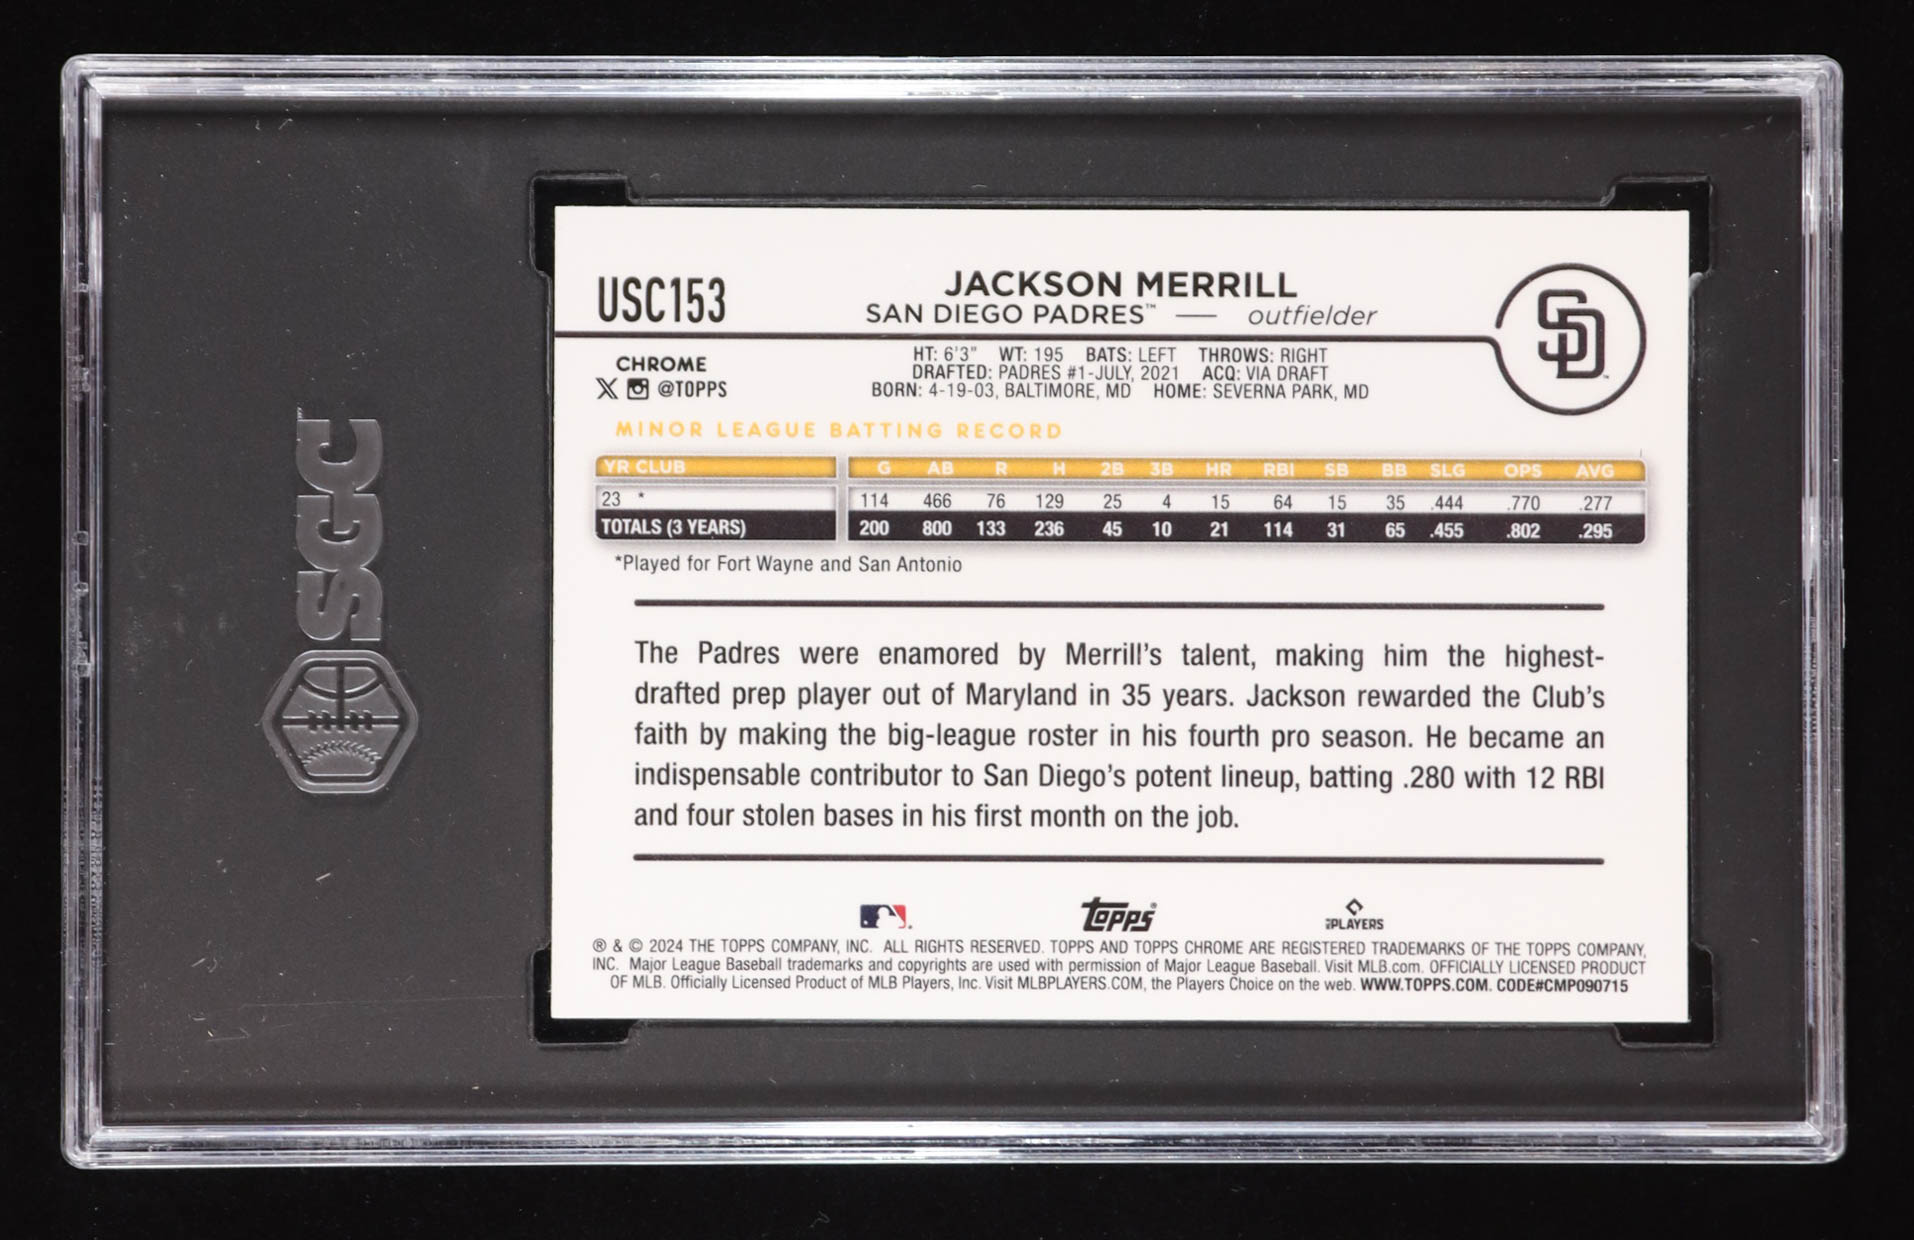 SGC
USC153
JACKSON MERRILL
SAN DIEGO PADRES™ — outfielder
SD
CHROME
X @TOPPS
HT: 6'3" WT: 195 BATS: LEFT THROWS: RIGHT
DRAFTED: PADRES #1-JULY, 2021 ACQ: VIA DRAFT
BORN: 4-19-03, BALTIMORE, MD HOME: SEVERNA PARK, MD
MINOR LEAGUE BATTING RECORD
YR CLUB G AB R H 2B 3B HR RBI SB BB SLG OPS AVG
23 * 114 466 76 129 25 4 15 64 15 35 .444 .770 .277
TOTALS (3 YEARS) 200 800 133 236 45 10 21 114 31 65 .455 .802 .295
*Played for Fort Wayne and San Antonio
The Padres were enamored by Merrill's talent, making him the highest-
drafted prep player out of Maryland in 35 years. Jackson rewarded the Club's
faith by making the big-league roster in his fourth pro season. He became an
indispensable contributor to San Diego's potent lineup, batting .280 with 12 RBI
and four stolen bases in his first month on the job.
Topps® PLAYERS
® & © 2024 THE TOPPS COMPANY, INC. ALL RIGHTS RESERVED. TOPPS AND TOPPS CHROME ARE REGISTERED TRADEMARKS OF THE TOPPS COMPANY,
INC. Major League Baseball trademarks and copyrights are used with permission of Major League Baseball. Visit MLB.com. OFFICIALLY LICENSED PRODUCT
OF MLB. Officially Licensed Product of MLB Players, Inc. Visit MLBPLAYERS.COM, the Players Choice on the web. WWW.TOPPS.COM. CODE#CMP090715